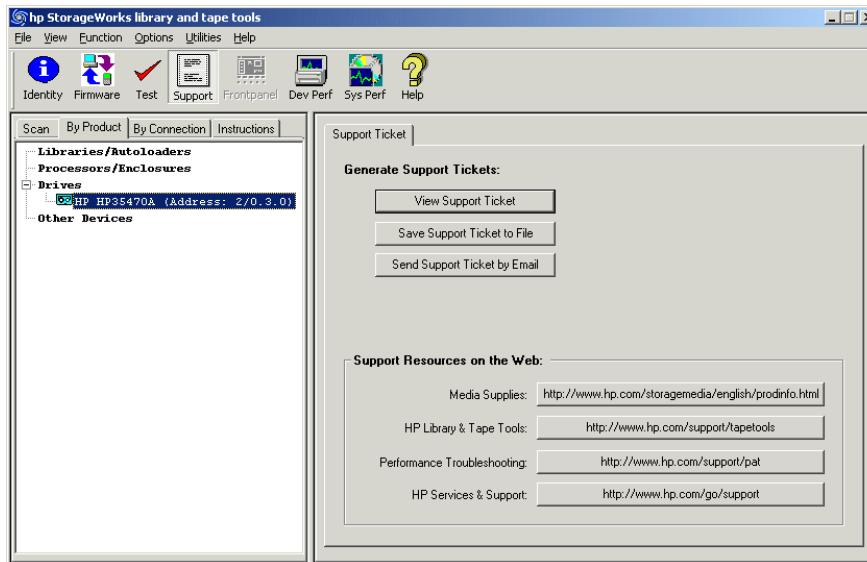 hp StorageWorks library and tape tools
File View Function Options Utilities Help
Identity Firmware Test Support Frontpanel Dev Perf Sys Perf Help
Scan By Product By Connection Instructions
Libraries/Autoloaders
Processors/Enclosures
Drives
HP HP35470A (Address: 2/0.3.0)
Other Devices
Support Ticket
Generate Support Tickets:
View Support Ticket
Save Support Ticket to File
Send Support Ticket by Email
Support Resources on the Web:
Media Supplies: http://www.hp.com/storagemedia/english/prodinfo.html
HP Library & Tape Tools: http://www.hp.com/support/tapetools
Performance Troubleshooting: http://www.hp.com/support/pat
HP Services & Support: http://www.hp.com/go/support